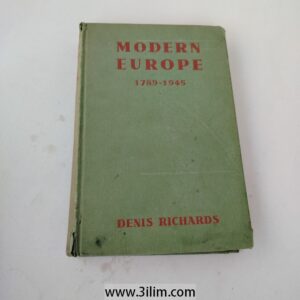 MODERN
EUROPE
1789-1945
DENIS RICHARDS
www.3ilim.com